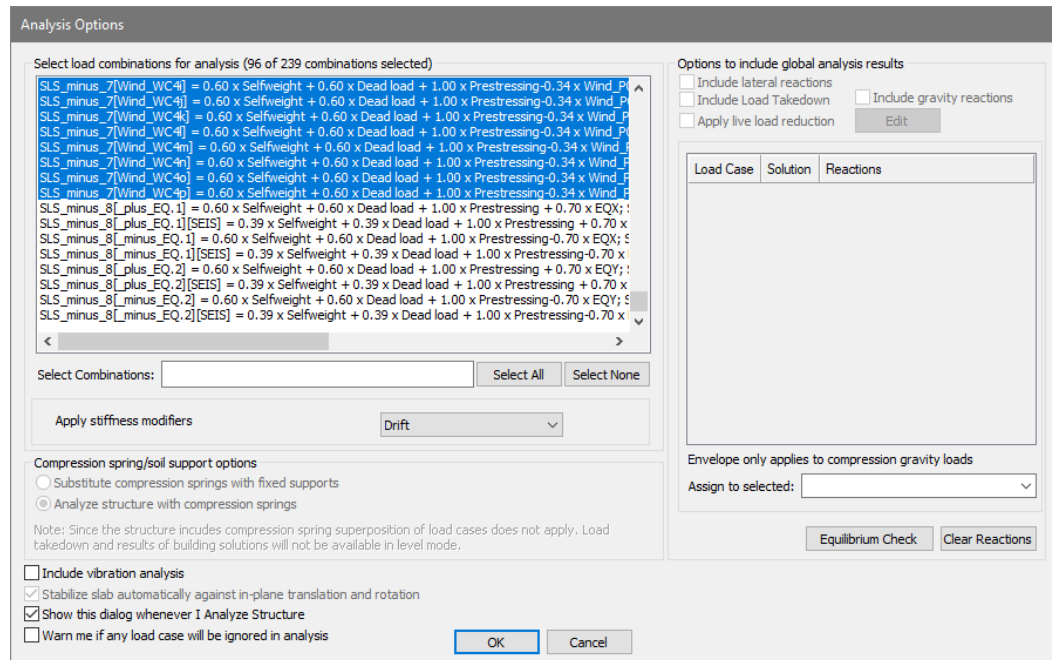 Analysis Options
Select load combinations for analysis (96 of 239 combinations selected)
SLS_minus_7[Wind_WC4i] = 0.60 x Selfweight + 0.60 x Dead load + 1.00 x Prestressing-0.34 x Wind_P
SLS_minus_7[Wind_WC4j] = 0.60 x Selfweight + 0.60 x Dead load + 1.00 x Prestressing-0.34 x Wind_P
SLS_minus_7[Wind_WC4k] = 0.60 x Selfweight + 0.60 x Dead load + 1.00 x Prestressing-0.34 x Wind_P
SLS_minus_7[Wind_WC4l] = 0.60 x Selfweight + 0.60 x Dead load + 1.00 x Prestressing-0.34 x Wind_P
SLS_minus_7[Wind_WC4m] = 0.60 x Selfweight + 0.60 x Dead load + 1.00 x Prestressing-0.34 x Wind_
SLS_minus_7[Wind_WC4n] = 0.60 x Selfweight + 0.60 x Dead load + 1.00 x Prestressing-0.34 x Wind_P
SLS_minus_7[Wind_WC4o] = 0.60 x Selfweight + 0.60 x Dead load + 1.00 x Prestressing-0.34 x Wind_P
SLS_minus_7[Wind_WC4p] = 0.60 x Selfweight + 0.60 x Dead load + 1.00 x Prestressing-0.34 x Wind_P
SLS_minus_8[_plus_EQ.1] = 0.60 x Selfweight + 0.60 x Dead load + 1.00 x Prestressing + 0.70 x EQX;
SLS_minus_8[_plus_EQ.1][SEIS] = 0.39 x Selfweight + 0.39 x Dead load + 1.00 x Prestressing + 0.70 x
SLS_minus_8[_minus_EQ.1] = 0.60 x Selfweight + 0.60 x Dead load + 1.00 x Prestressing-0.70 x EQX;
SLS_minus_8[_minus_EQ.1][SEIS] = 0.39 x Selfweight + 0.39 x Dead load + 1.00 x Prestressing-0.70 x
SLS_minus_8[_plus_EQ.2] = 0.60 x Selfweight + 0.60 x Dead load + 1.00 x Prestressing + 0.70 x EQY;
SLS_minus_8[_plus_EQ.2][SEIS] = 0.39 x Selfweight + 0.39 x Dead load + 1.00 x Prestressing + 0.70 x
SLS_minus_8[_minus_EQ.2] = 0.60 x Selfweight + 0.60 x Dead load + 1.00 x Prestressing-0.70 x EQY;
SLS_minus_8[_minus_EQ.2][SEIS] = 0.39 x Selfweight + 0.39 x Dead load + 1.00 x Prestressing-0.70 x
Select Combinations:
Select All
Select None
Apply stiffness modifiers
Drift
Compression spring/soil support options
Substitute compression springs with fixed supports
Analyze structure with compression springs
Note: Since the structure incudes compression spring superposition of load cases does not apply. Load
takedown and results of building solutions will not be available in level mode.
Include vibration analysis
Stabilize slab automatically against in-plane translation and rotation
Show this dialog whenever I Analyze Structure
Warn me if any load case will be ignored in analysis
OK
Cancel
Options to include global analysis results
Include lateral reactions
Include Load Takedown
Include gravity reactions
Apply live load reduction
Edit
Load Case Solution Reactions
Envelope only applies to compression gravity loads
Assign to selected:
Equilibrium Check
Clear Reactions